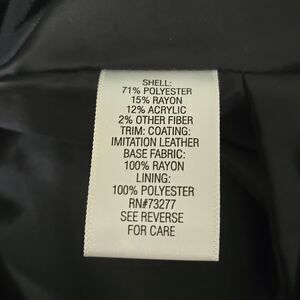 SHELL:
71% POLYESTER
15% RAYON
12% ACRYLIC
2% OTHER FIBER
TRIM: COATING:
IMITATION LEATHER
BASE FABRIC:
100% RAYON
LINING:
100% POLYESTER
RN#73277
SEE REVERSE
FOR CARE